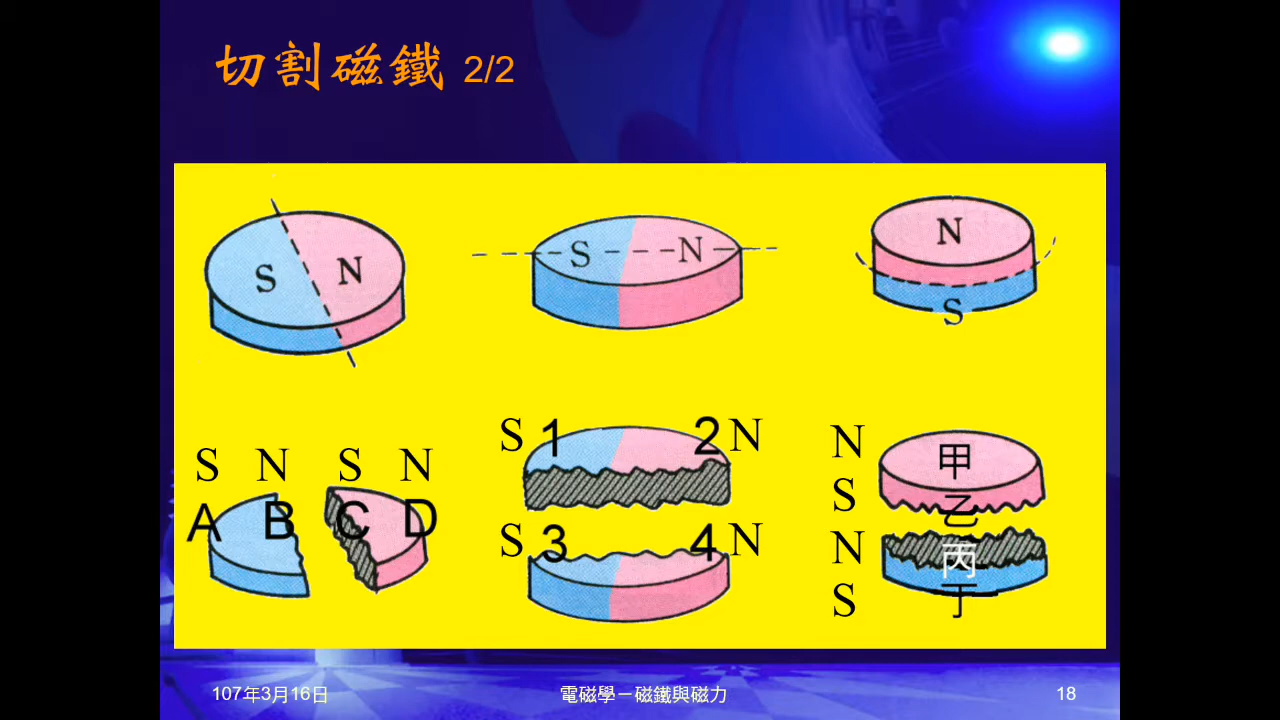 切割磁鐵 2/2
S N
S N
N
S
S N S N
A B C D
S 1 2 N
S 3 4 N
N 甲
S 乙
N 丙
S 丁
107年3月16日 電磁學－磁鐵與磁力 18